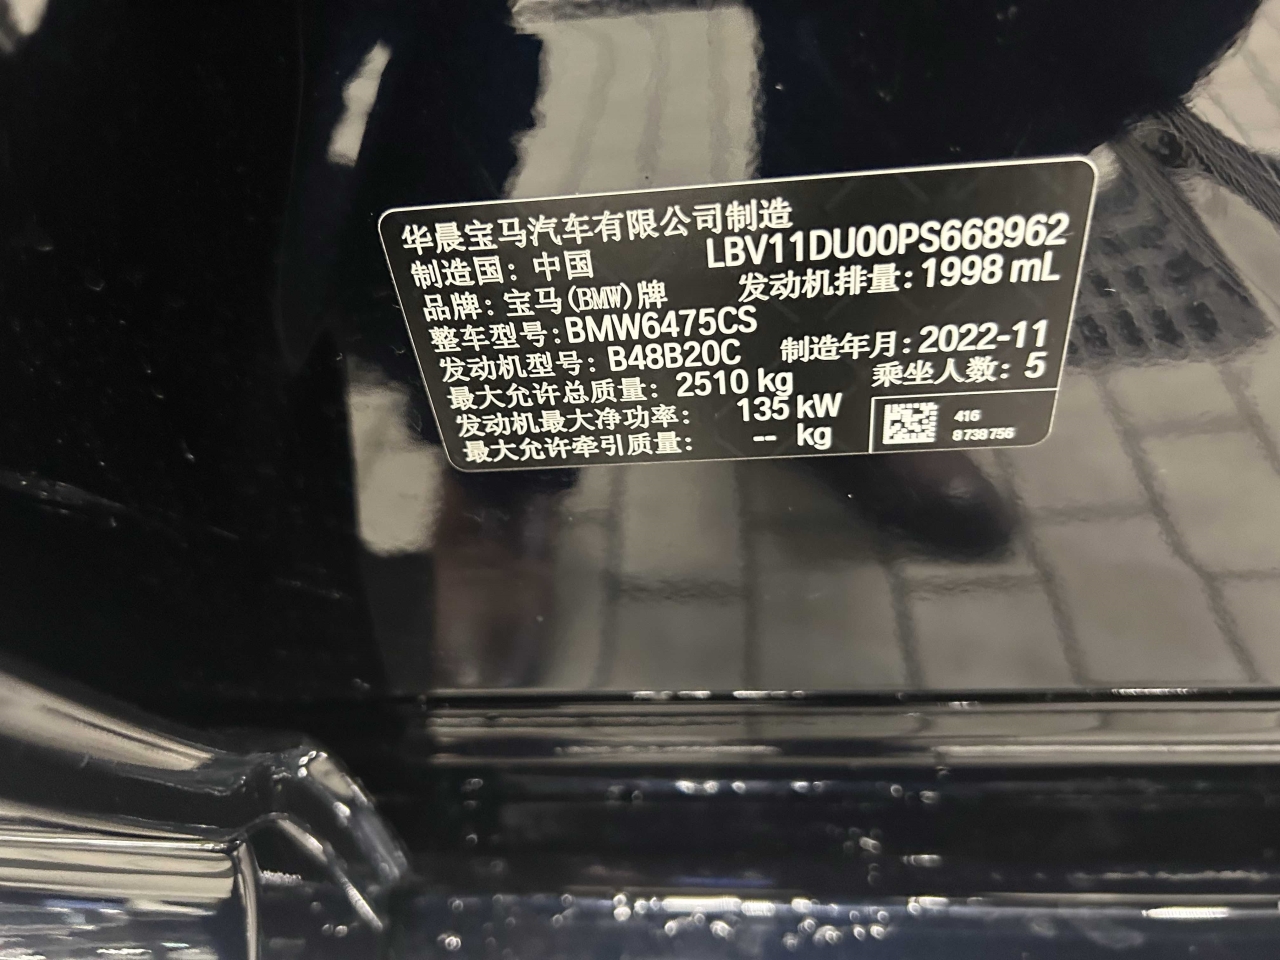 华晨宝马汽车有限公司制造
LBV11DU00PS668962
制造国：中国
发动机排量：1998 mL
品牌：宝马(BMW)牌
整车型号：BMW6475CS
制造年月：2022-11
发动机型号：B48B20C
乘坐人数：5
最大允许总质量：2510 kg
发动机最大净功率：135 kW
最大允许牵引质量：-- kg
416
8738756